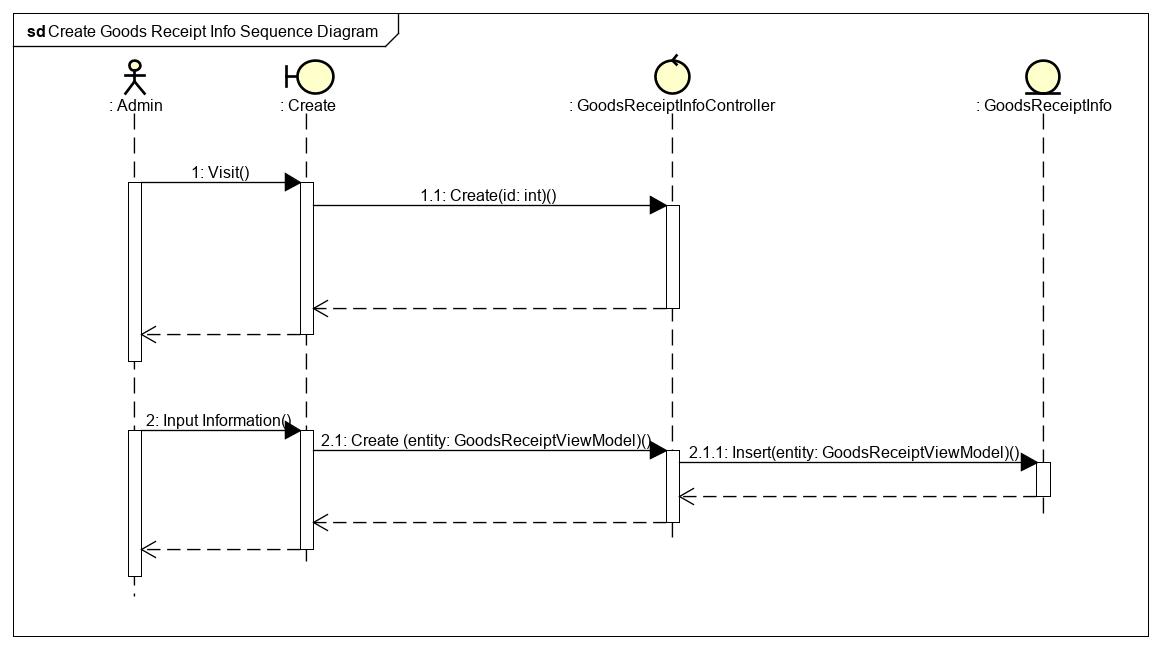 sd Create Goods Receipt Info Sequence Diagram
: Admin
: Create
: GoodsReceiptInfoController
: GoodsReceiptInfo
1: Visit()
1.1: Create(id: int)()
2: Input Information()
2.1: Create (entity: GoodsReceiptViewModel)()
2.1.1: Insert(entity: GoodsReceiptViewModel)()